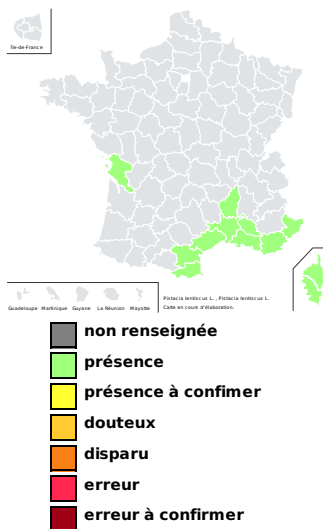 Île-de-France
Guadeloupe Martinique Guyane La Réunion Mayotte
Pistacia lentiscus L. , Pistacia lentiscus L.
Carte en cours d'élaboration.
non renseignée
présence
présence à confimer
douteux
disparu
erreur
erreur à confirmer